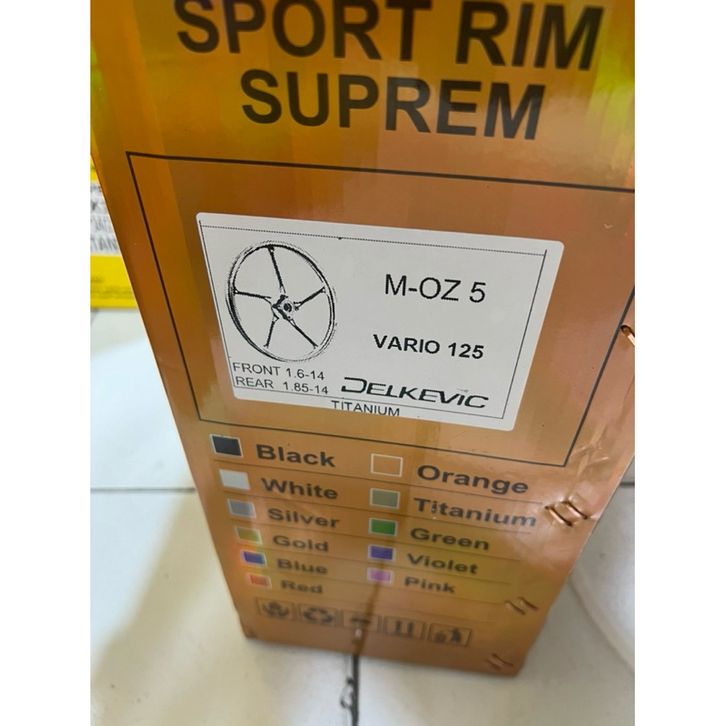 SPORT RIM
SUPREM
M-OZ 5
VARIO 125
FRONT 1.6-14
REAR 1.85-14
DELKEVIC
TITANIUM
Black
White
Silver
Gold
Blue
Red
Orange
Titanium
Green
Violet
Pink